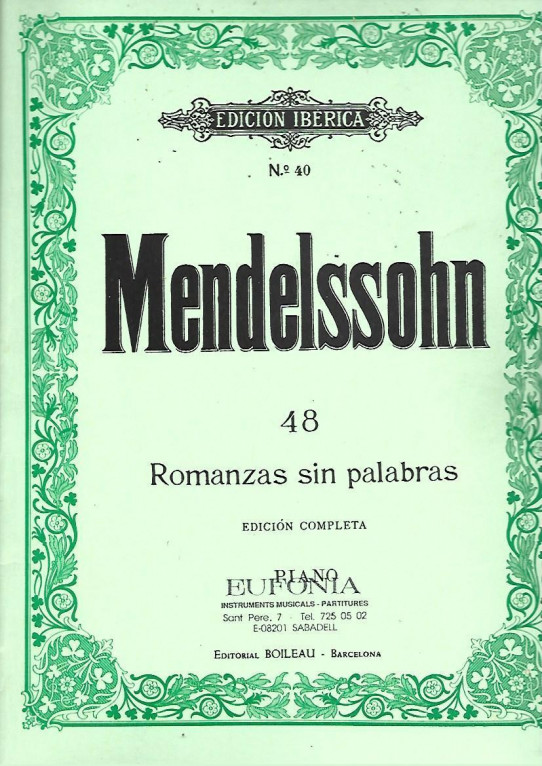 EDICIÓN IBERICA
N.º 40
Mendelssohn
48
Romanzas sin palabras
EDICIÓN COMPLETA
PIANO
EUFONIA
INSTRUMENTS MUSICALS - PARTITURES
Sant Pere, 7 - Tel. 725 05 02
E-08201 SABADELL
EDITORIAL BOILEAU - BARCELONA